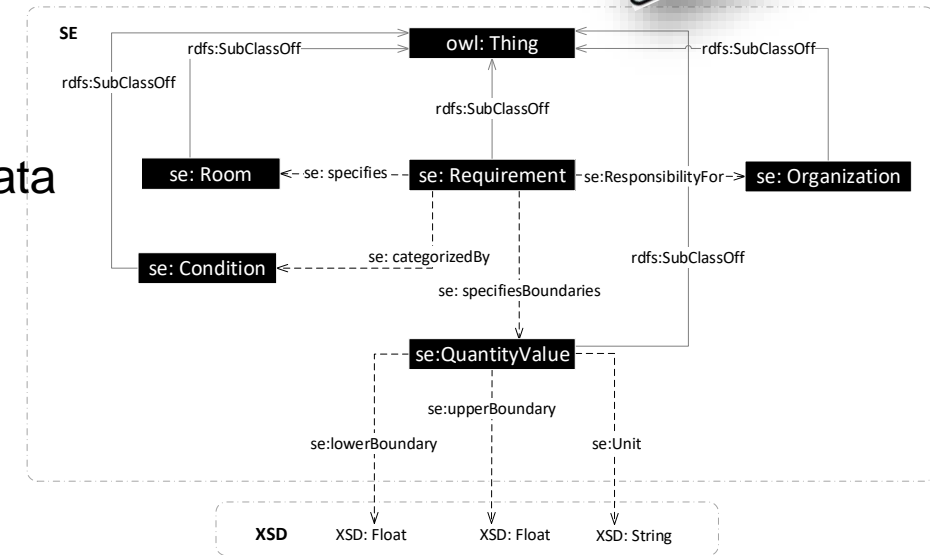 SE
owl: Thing
rdfs:SubClassOff
rdfs:SubClassOff
rdfs:SubClassOff
rdfs:SubClassOff
ata
se: Room
se: specifies
se: Requirement
se:ResponsibilityFor
se: Organization
se: categorizedBy
rdfs:SubClassOff
se: Condition
se: specifiesBoundaries
se:QuantityValue
se:upperBoundary
se:lowerBoundary
se:Unit
XSD
XSD: Float
XSD: Float
XSD: String